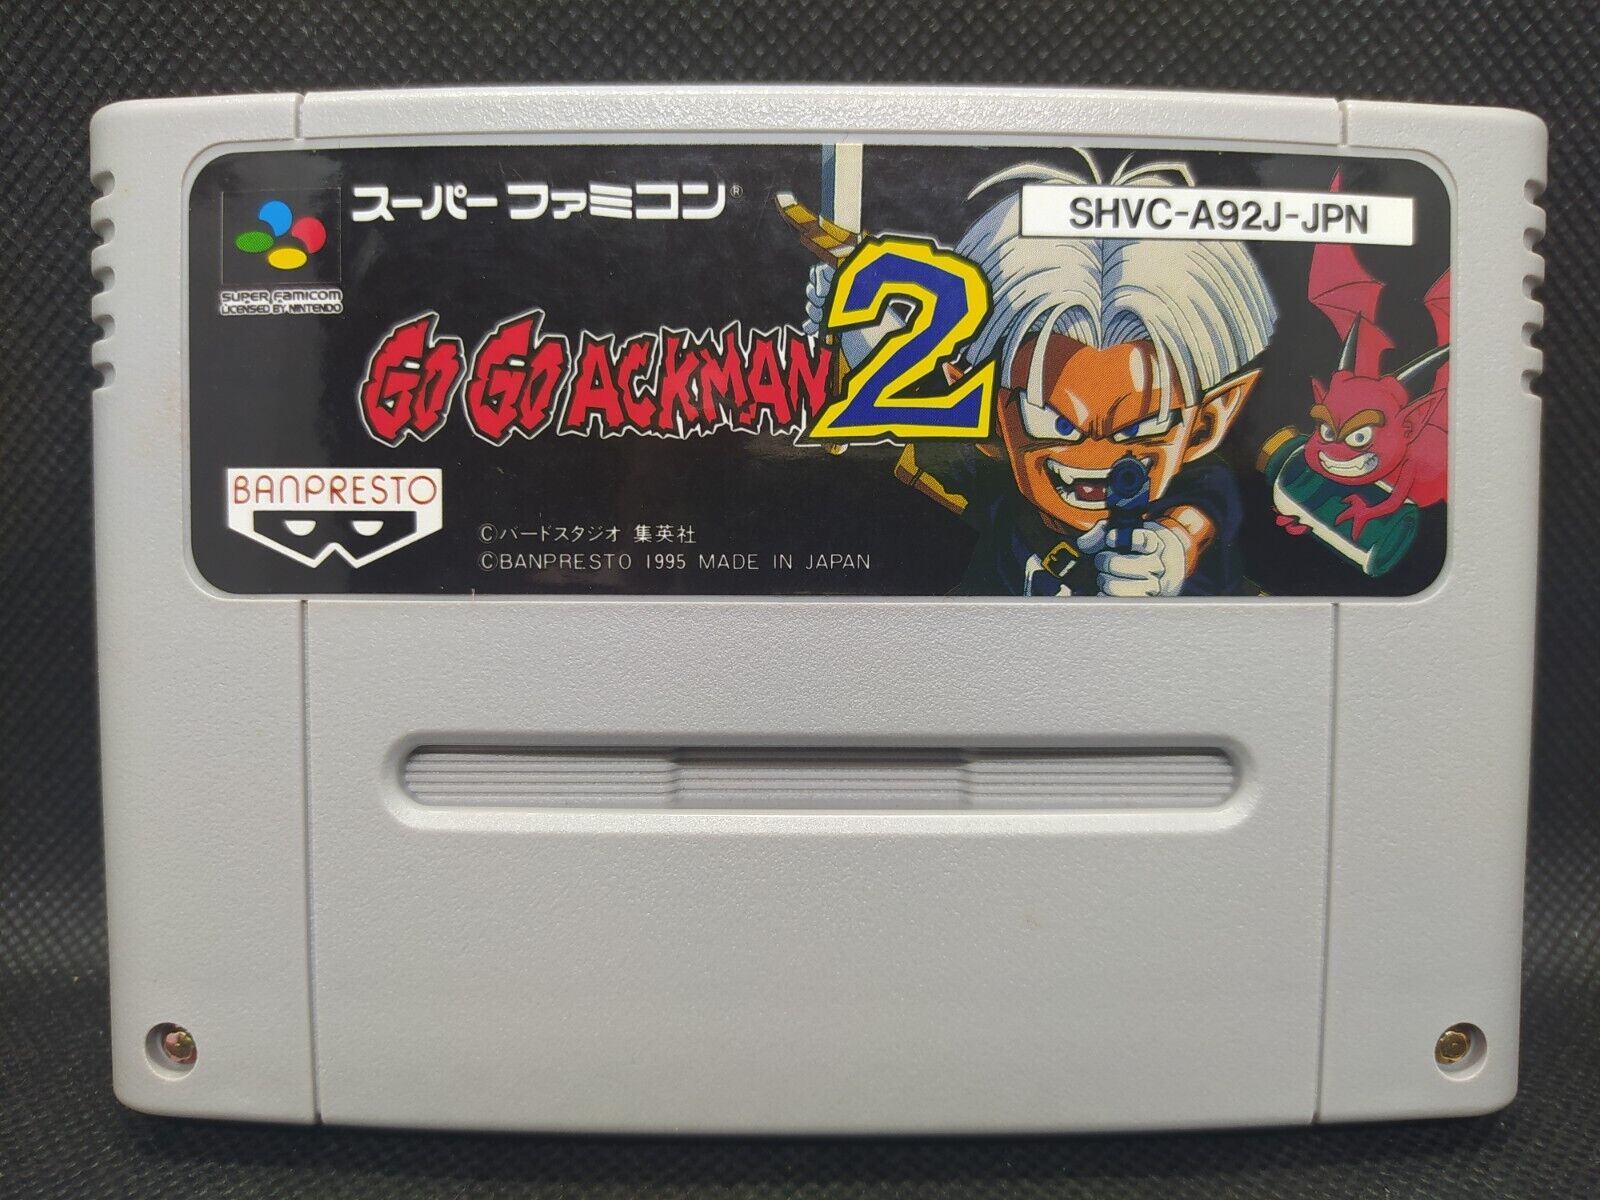 スーパーファミコン®
SHVC-A92J-JPN
SUPER FAMICOM
LICENSED BY NINTENDO
GO GO ACKMAN 2
BANPRESTO
©バードスタジオ 集英社
©BANPRESTO 1995 MADE IN JAPAN